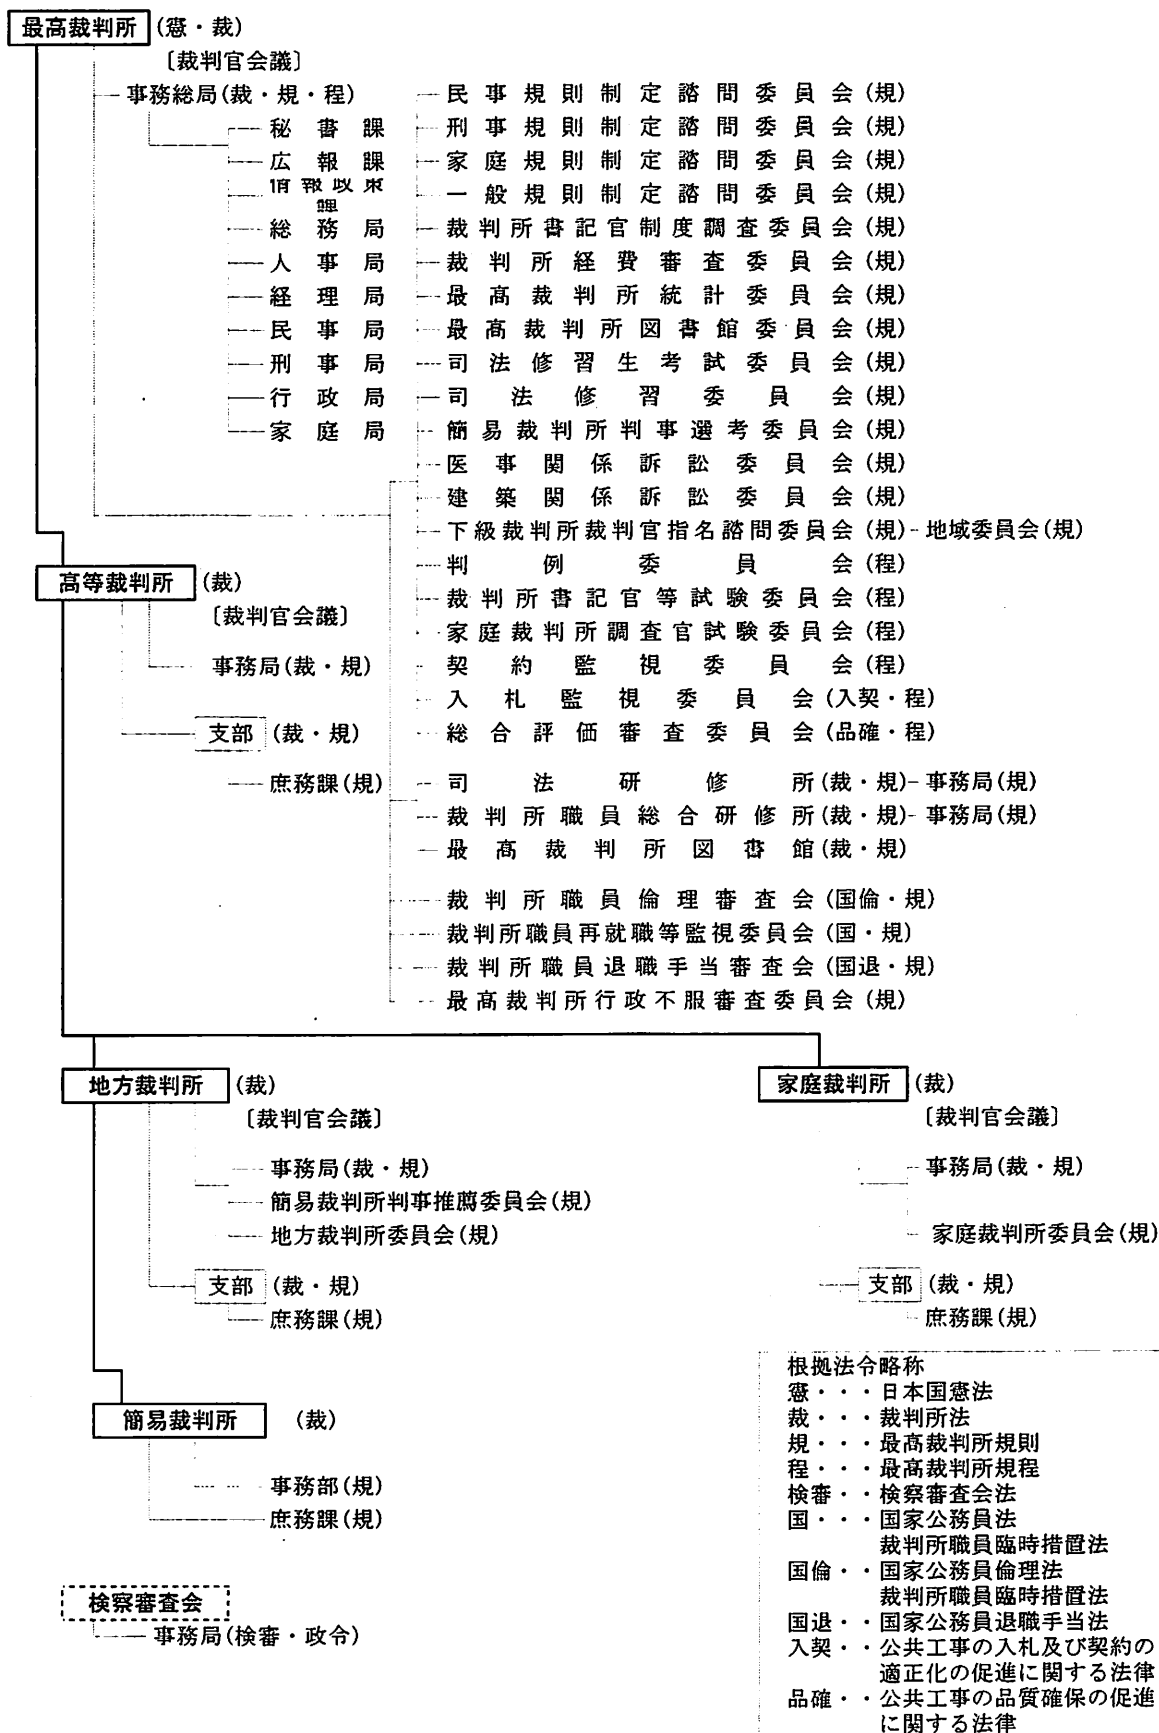 最高裁判所 (憲・裁)
〔裁判官会議〕
事務総局(裁・規・程)
秘書課
広報課
情報政策課
総務局
人事局
経理局
民事局
刑事局
行政局
家庭局
民事規則制定諮問委員会(規)
刑事規則制定諮問委員会(規)
家庭規則制定諮問委員会(規)
一般規則制定諮問委員会(規)
裁判所書記官制度調査委員会(規)
裁判所経費審査委員会(規)
最高裁判所統計委員会(規)
最高裁判所図書館委員会(規)
司法修習生考試委員会(規)
司法修習委員会(規)
簡易裁判所判事選考委員会(規)
医事関係訴訟委員会(規)
建築関係訴訟委員会(規)
下級裁判所裁判官指名諮問委員会(規)-地域委員会(規)
判例委員会(程)
裁判所書記官等試験委員会(程)
家庭裁判所調査官試験委員会(程)
契約監視委員会(程)
入札監視委員会(入契・程)
総合評価審査委員会(品確・程)
司法研修所(裁・規)-事務局(規)
裁判所職員総合研修所(裁・規)-事務局(規)
最高裁判所図書館(裁・規)
裁判所職員倫理審査会(国倫・規)
裁判所職員再就職等監視委員会(国・規)
裁判所職員退職手当審査会(国退・規)
最高裁判所行政不服審査委員会(規)
高等裁判所 (裁)
〔裁判官会議〕
事務局(裁・規)
支部 (裁・規)
庶務課(規)
地方裁判所 (裁)
〔裁判官会議〕
事務局(裁・規)
簡易裁判所判事推薦委員会(規)
地方裁判所委員会(規)
支部 (裁・規)
庶務課(規)
家庭裁判所 (裁)
〔裁判官会議〕
事務局(裁・規)
家庭裁判所委員会(規)
支部 (裁・規)
庶務課(規)
簡易裁判所 (裁)
事務部(規)
庶務課(規)
検察審査会
事務局(検審・政令)
根拠法令略称
憲・・・日本国憲法
裁・・・裁判所法
規・・・最高裁判所規則
程・・・最高裁判所規程
検審・・検察審査会法
国・・・国家公務員法
裁判所職員臨時措置法
国倫・・国家公務員倫理法
裁判所職員臨時措置法
国退・・国家公務員退職手当法
入契・・公共工事の入札及び契約の
適正化の促進に関する法律
品確・・公共工事の品質確保の促進
に関する法律